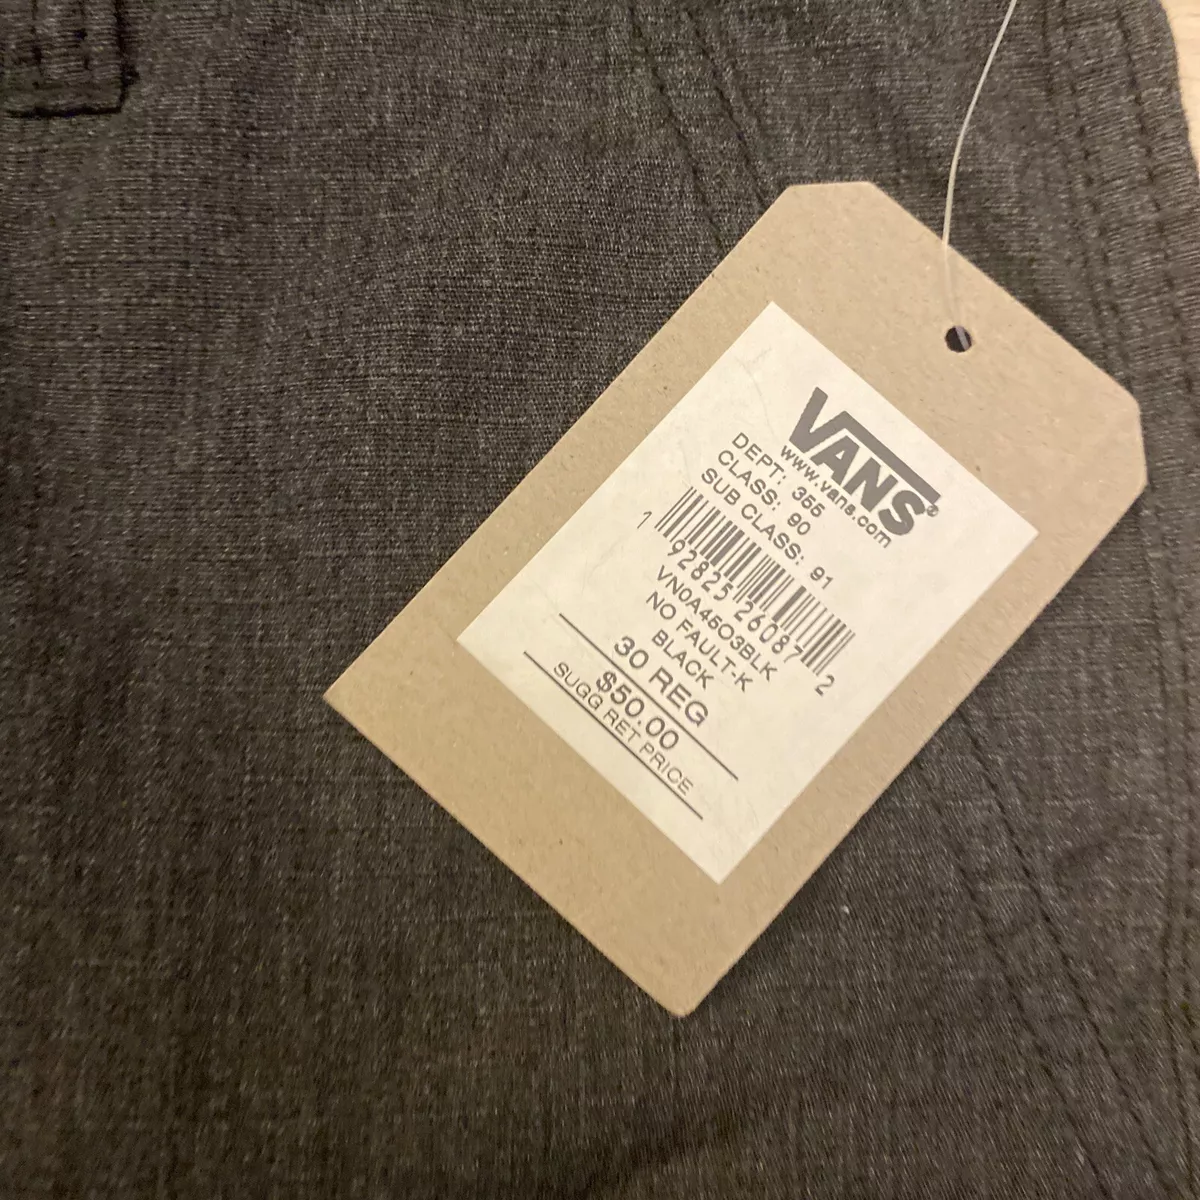 VANS®
www.vans.com
DEPT: 355
CLASS: 90
SUB CLASS: 91
1 92825 26087 2
VN0A45O3BLK
NO FAULT-K
BLACK
30 REG
$50.00
SUGG RET PRICE